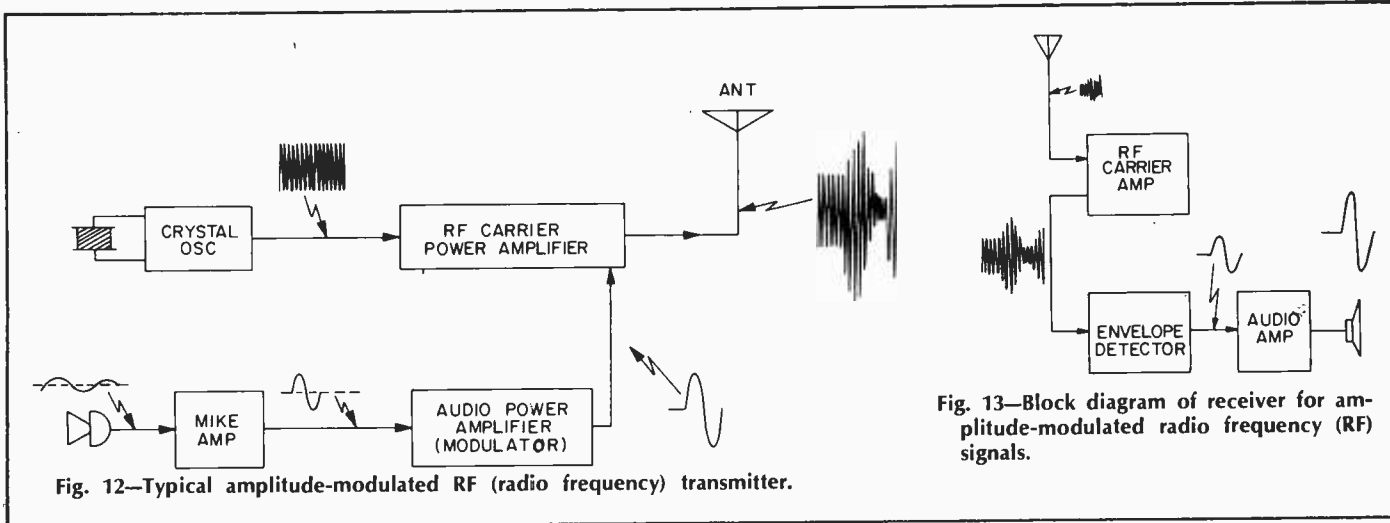 ANT
CRYSTAL
OSC
RF CARRIER
POWER AMPLIFIER
MIKE
AMP
AUDIO POWER
AMPLIFIER
(MODULATOR)
Fig. 12—Typical amplitude-modulated RF (radio frequency) transmitter.
RF
CARRIER
AMP
ENVELOPE
DETECTOR
AUDIO
AMP
Fig. 13—Block diagram of receiver for am-
plitude-modulated radio frequency (RF)
signals.